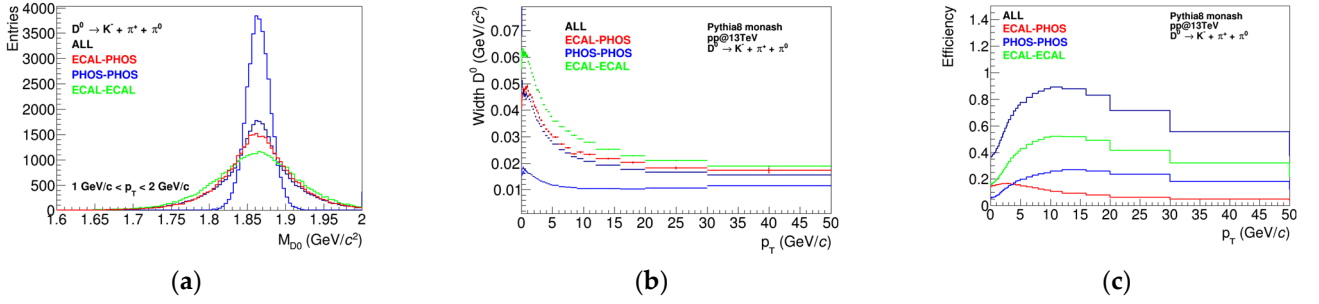 Entries
4000
3500
3000
2500
2000
1500
1000
500
0
D⁰ → K⁻ + π⁺ + π⁰
ALL
ECAL-PHOS
PHOS-PHOS
ECAL-ECAL
1 GeV/c < p_T < 2 GeV/c
1.6 1.65 1.7 1.75 1.8 1.85 1.9 1.95 2
M_D0 (GeV/c²)
(a)
Width D⁰ (GeV/c²)
0.08
0.07
0.06
0.05
0.04
0.03
0.02
0.01
ALL
ECAL-PHOS
PHOS-PHOS
ECAL-ECAL
Pythia8 monash
pp@13TeV
D⁰ → K⁻ + π⁺ + π⁰
0 5 10 15 20 25 30 35 40 45 50
p_T (GeV/c)
(b)
Efficiency
1.4
1.2
1
0.8
0.6
0.4
0.2
0
ALL
ECAL-PHOS
PHOS-PHOS
ECAL-ECAL
Pythia8 monash
pp@13TeV
D⁰ → K⁻ + π⁺ + π⁰
0 5 10 15 20 25 30 35 40 45 50
p_T (GeV/c)
(c)